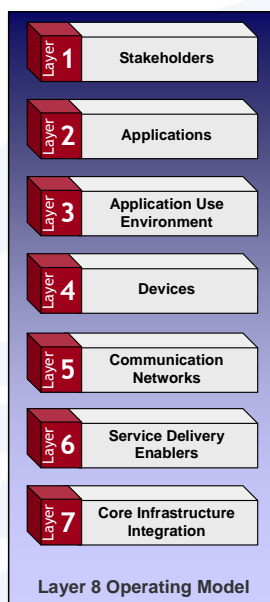 Layer 1 Stakeholders
Layer 2 Applications
Layer 3 Application Use
Environment
Layer 4 Devices
Layer 5 Communication
Networks
Layer 6 Service Delivery
Enablers
Layer 7 Core Infrastructure
Integration
Layer 8 Operating Model